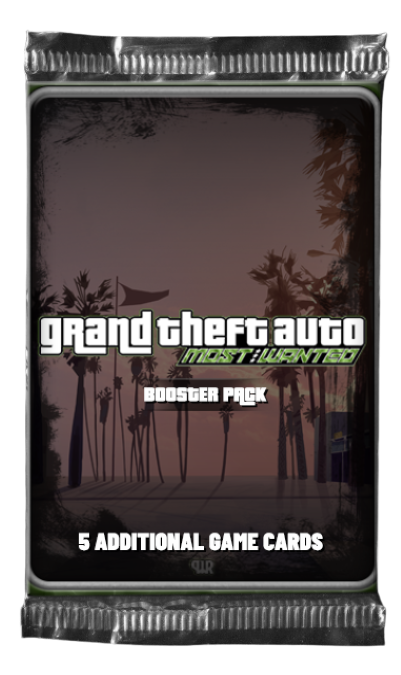 grand theft auto
MOST WANTED
BOOSTER PACK
5 ADDITIONAL GAME CARDS